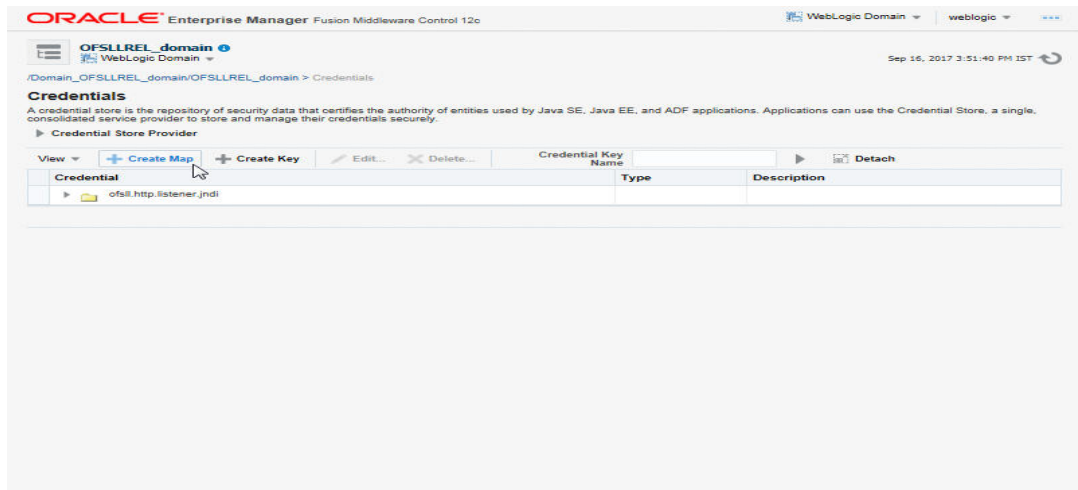 ORACLE® Enterprise Manager Fusion Middleware Control 12c
WebLogic Domain
weblogic
OFSLLREL_domain
WebLogic Domain
Sep 16, 2017 3:51:40 PM IST
/Domain_OFSLLREL_domain/OFSLLREL_domain > Credentials
Credentials
A credential store is the repository of security data that certifies the authority of entities used by Java SE, Java EE, and ADF applications. Applications can use the Credential Store, a single,
consolidated service provider to store and manage their credentials securely.
Credential Store Provider
View
Create Map
Create Key
Edit...
Delete...
Credential Key
Name
Detach
Credential
Type
Description
ofsll.http.listener.jndi